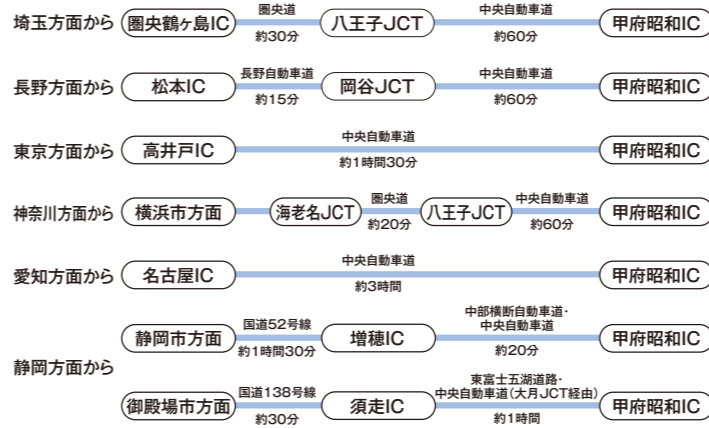 埼玉方面から 圏央鶴ヶ島IC 圏央道 約30分 八王子JCT 中央自動車道 約60分 甲府昭和IC
長野方面から 松本IC 長野自動車道 約15分 岡谷JCT 中央自動車道 約60分 甲府昭和IC
東京方面から 高井戸IC 中央自動車道 約1時間30分 甲府昭和IC
神奈川方面から 横浜市方面 海老名JCT 圏央道 約20分 八王子JCT 中央自動車道 約60分 甲府昭和IC
愛知方面から 名古屋IC 中央自動車道 約3時間 甲府昭和IC
静岡方面から
静岡市方面 国道52号線 約1時間30分 増穂IC 中部横断自動車道・中央自動車道 約20分 甲府昭和IC
御殿場市方面 国道138号線 約30分 須走IC 東富士五湖道路・中央自動車道(大月JCT経由) 約1時間 甲府昭和IC